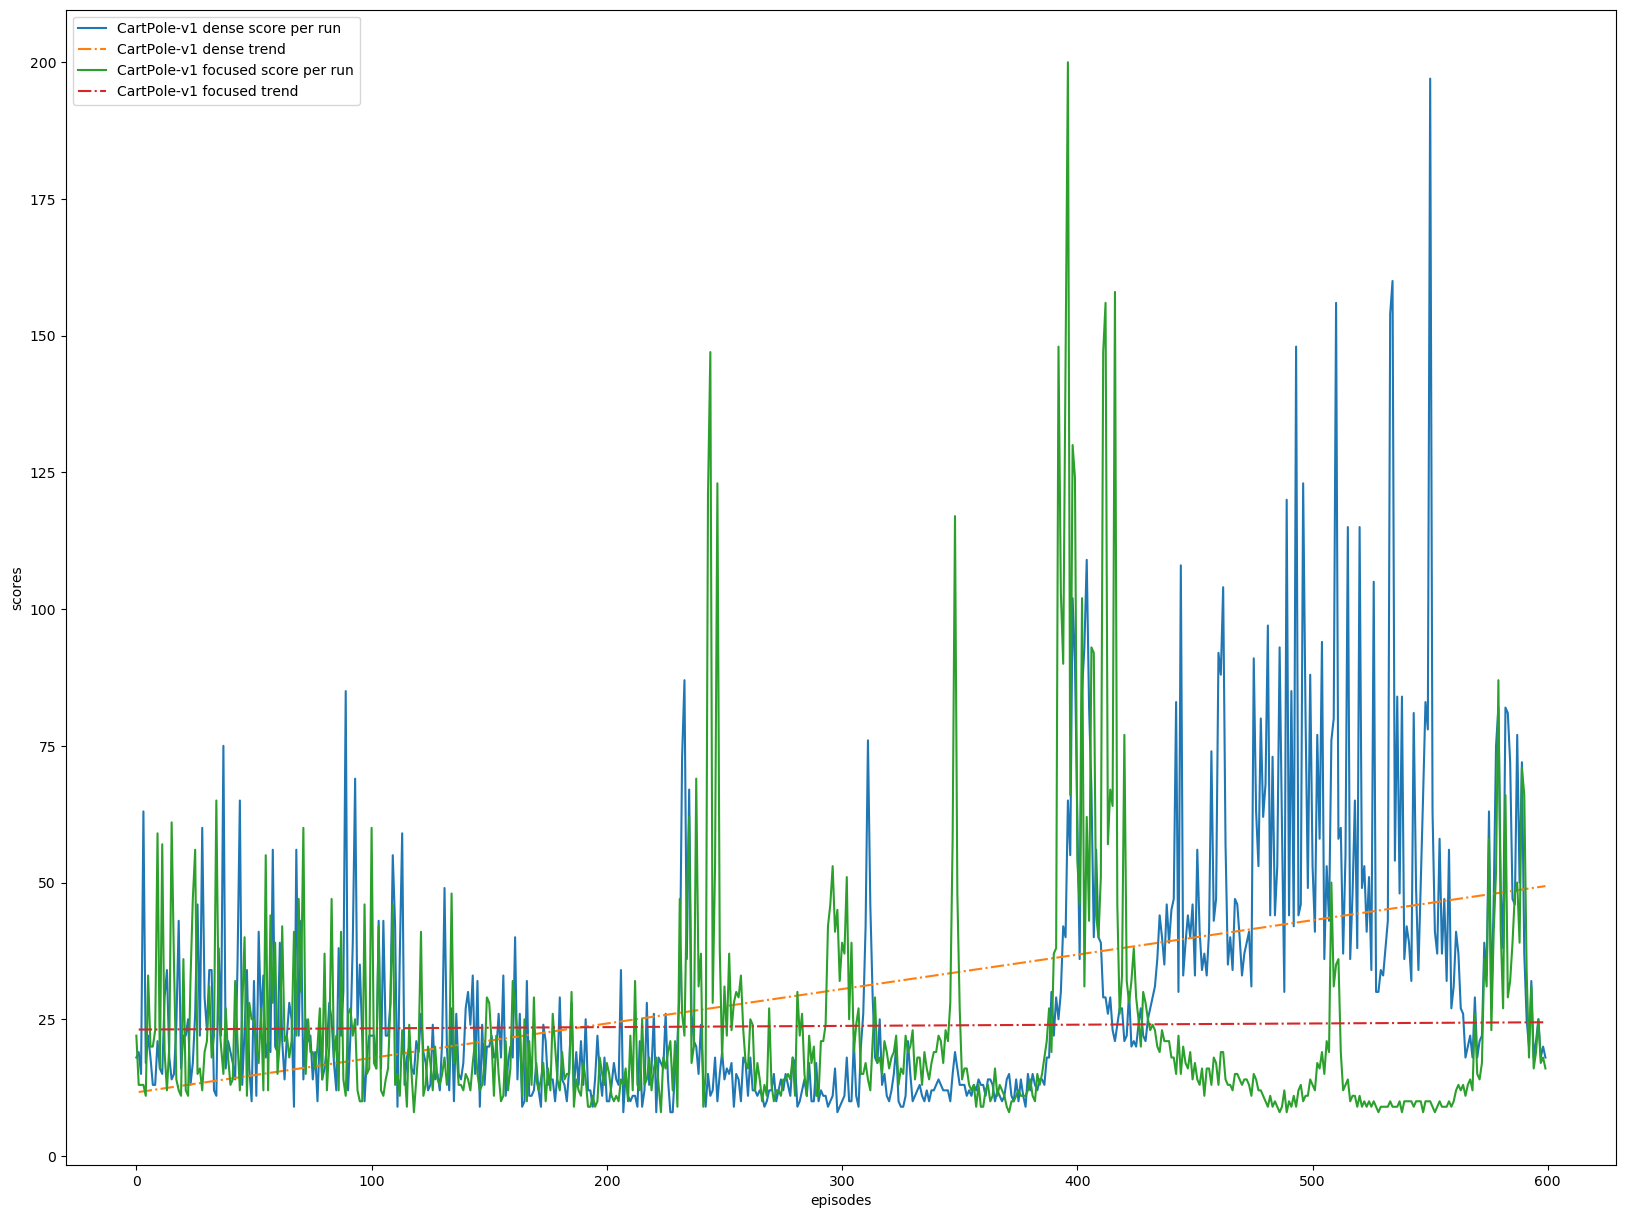 CartPole-v1 dense score per run
CartPole-v1 dense trend
CartPole-v1 focused score per run
CartPole-v1 focused trend
200
175
150
125
100
75
50
25
0
scores
0 100 200 300 400 500 600
episodes